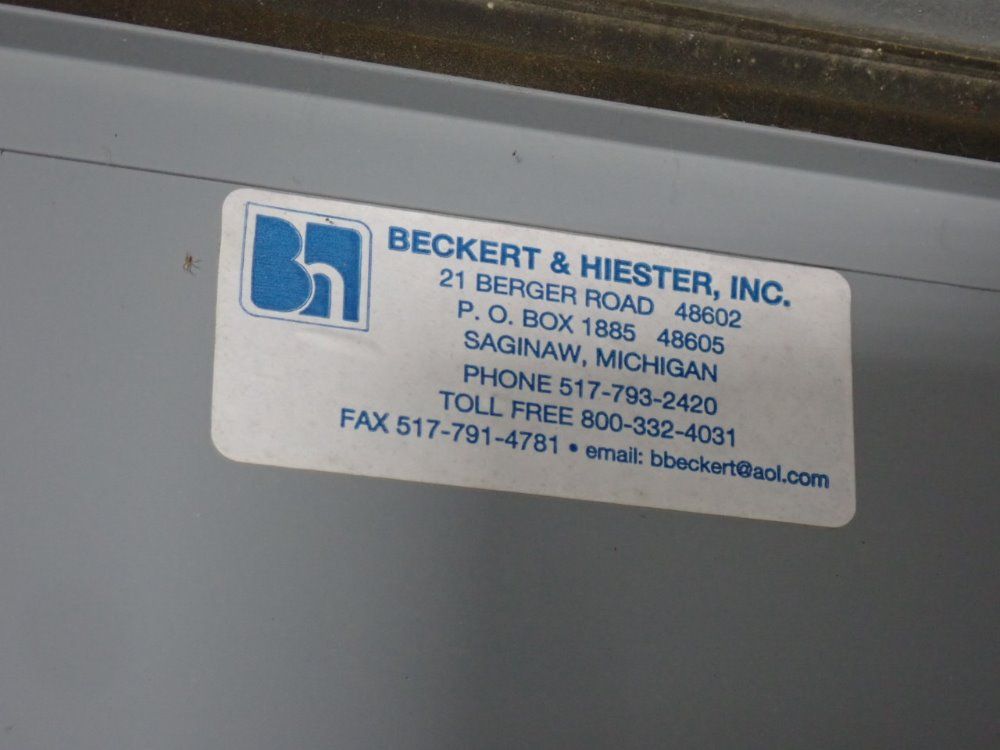 Bh
BECKERT & HIESTER, INC.
21 BERGER ROAD 48602
P. O. BOX 1885 48605
SAGINAW, MICHIGAN
PHONE 517-793-2420
TOLL FREE 800-332-4031
FAX 517-791-4781 • email: bbeckert@aol.com